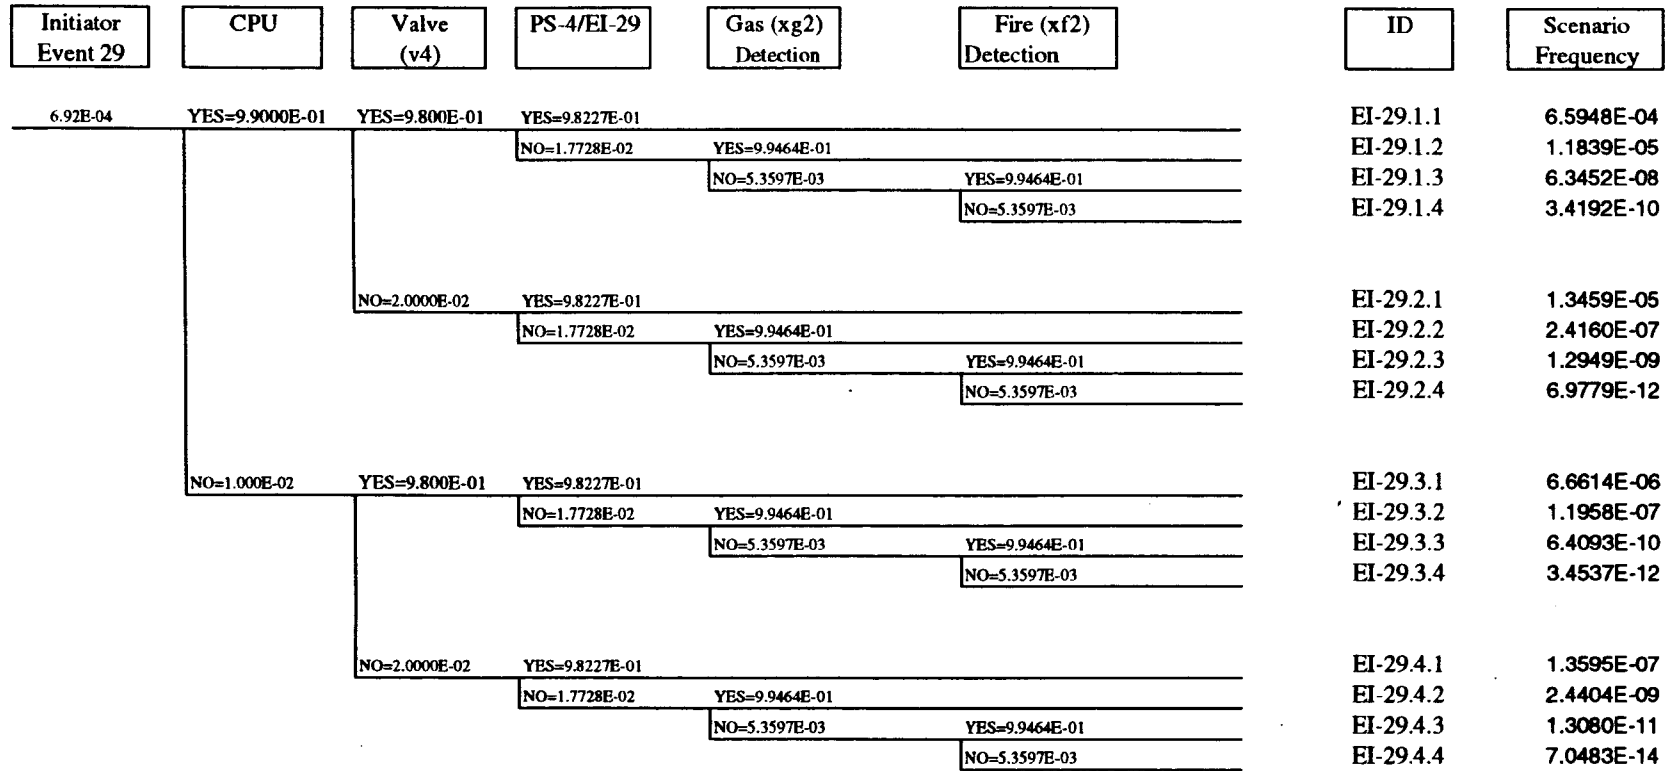 Initiator Event 29
CPU
Valve (v4)
PS-4/EI-29
Gas (xg2) Detection
Fire (xf2) Detection
ID
Scenario Frequency
6.92E-04 YES=9.9000E-01 YES=9.800E-01 YES=9.8227E-01 EI-29.1.1 6.5948E-04
NO=1.7728E-02 YES=9.9464E-01 EI-29.1.2 1.1839E-05
NO=5.3597E-03 YES=9.9464E-01 EI-29.1.3 6.3452E-08
NO=5.3597E-03 EI-29.1.4 3.4192E-10
NO=2.0000E-02 YES=9.8227E-01 EI-29.2.1 1.3459E-05
NO=1.7728E-02 YES=9.9464E-01 EI-29.2.2 2.4160E-07
NO=5.3597E-03 YES=9.9464E-01 EI-29.2.3 1.2949E-09
NO=5.3597E-03 EI-29.2.4 6.9779E-12
NO=1.000E-02 YES=9.800E-01 YES=9.8227E-01 EI-29.3.1 6.6614E-06
NO=1.7728E-02 YES=9.9464E-01 EI-29.3.2 1.1958E-07
NO=5.3597E-03 YES=9.9464E-01 EI-29.3.3 6.4093E-10
NO=5.3597E-03 EI-29.3.4 3.4537E-12
NO=2.0000E-02 YES=9.8227E-01 EI-29.4.1 1.3595E-07
NO=1.7728E-02 YES=9.9464E-01 EI-29.4.2 2.4404E-09
NO=5.3597E-03 YES=9.9464E-01 EI-29.4.3 1.3080E-11
NO=5.3597E-03 EI-29.4.4 7.0483E-14